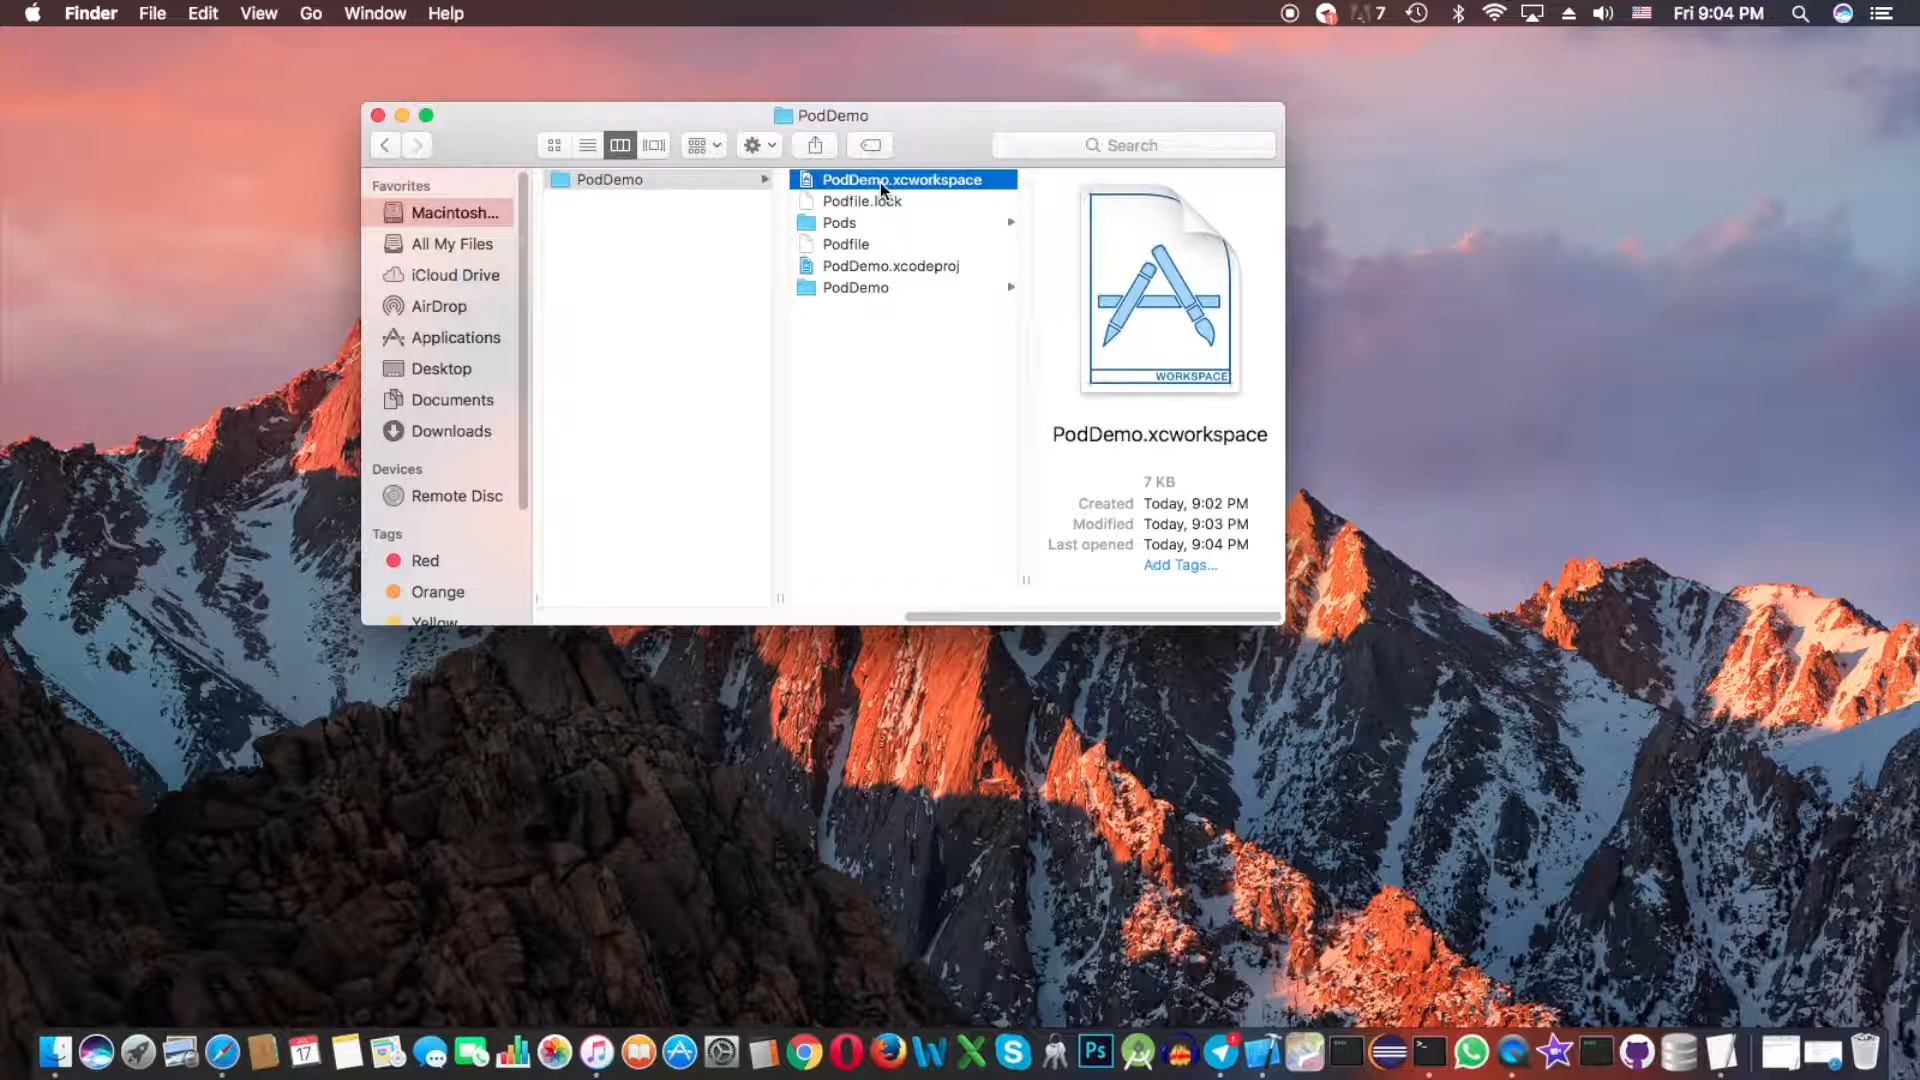 Finder File Edit View Go Window Help
7 Fri 9:04 PM
PodDemo
Search
Favorites
Macintosh...
All My Files
iCloud Drive
AirDrop
Applications
Desktop
Documents
Downloads
Devices
Remote Disc
Tags
Red
Orange
Yellow
PodDemo
PodDemo.xcworkspace
Podfile.lock
Pods
Podfile
PodDemo.xcodeproj
PodDemo
WORKSPACE
PodDemo.xcworkspace
7 KB
Created Today, 9:02 PM
Modified Today, 9:03 PM
Last opened Today, 9:04 PM
Add Tags...
17
Ps